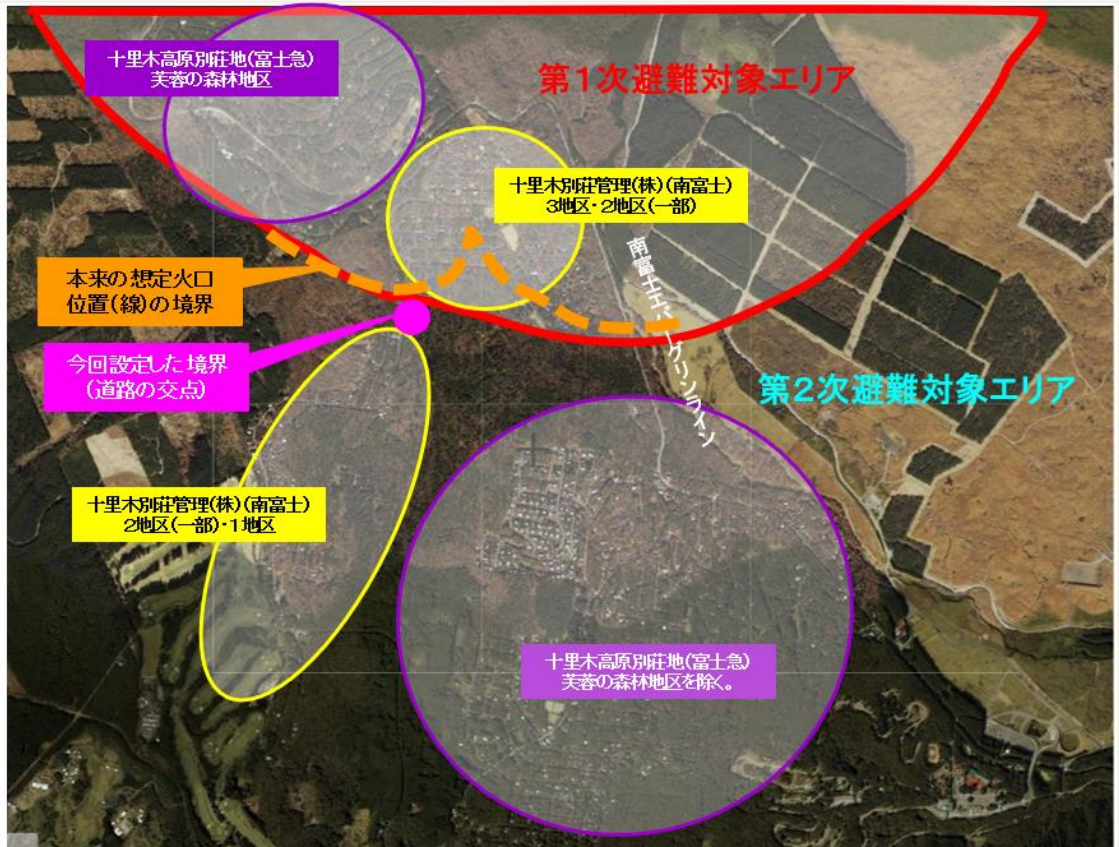 十里木高原別荘地(富士急)
芙蓉の森林地区
第1次避難対象エリア
十里木別荘管理(株)(南富士)
3地区・2地区(一部)
本来の想定火口
位置(線)の境界
南富士エバーグリンライン
今回設定した境界
(道路の交点)
第2次避難対象エリア
十里木別荘管理(株)(南富士)
2地区(一部)・1地区
十里木高原別荘地(富士急)
芙蓉の森林地区を除く。